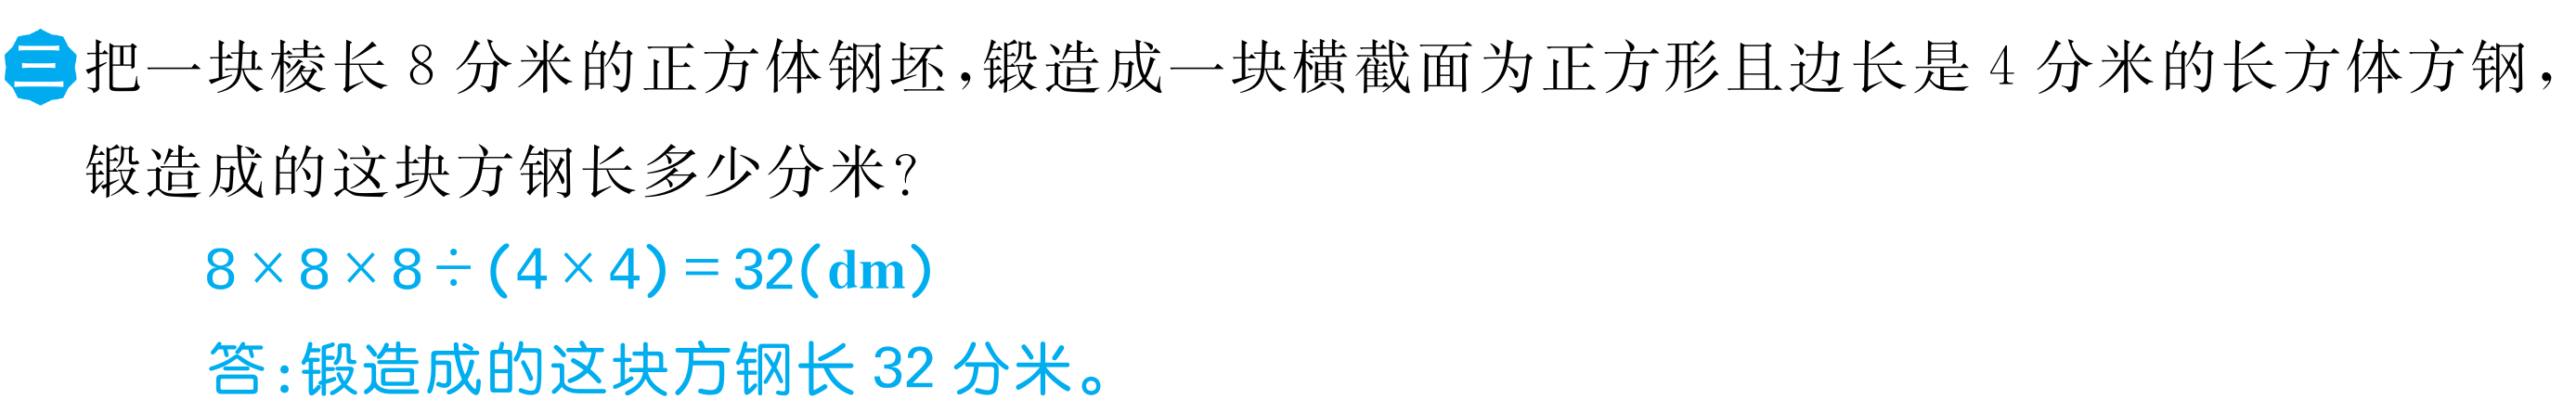 三 把一块棱长 8 分米的正方体钢坯,锻造成一块横截面为正方形且边长是 4 分米的长方体方钢,
锻造成的这块方钢长多少分米?
8×8×8÷(4×4)=32(dm)
答:锻造成的这块方钢长 32 分米。